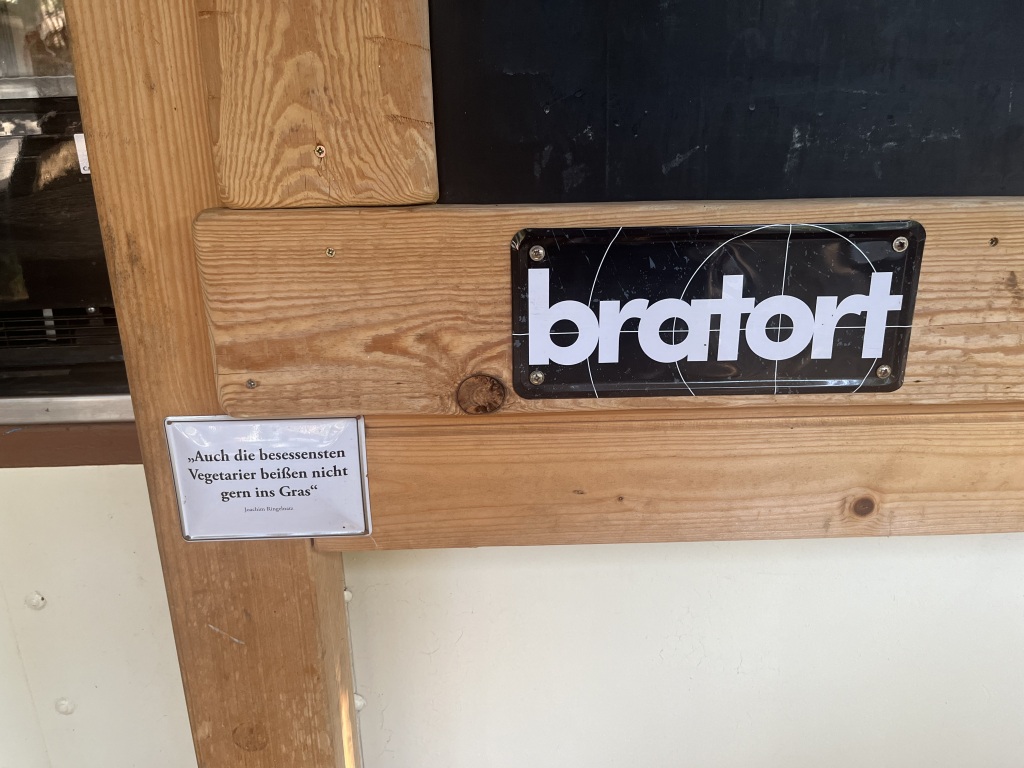 bratort
„Auch die besessensten
Vegetarier beißen nicht
gern ins Gras“
Joachim Ringelnatz